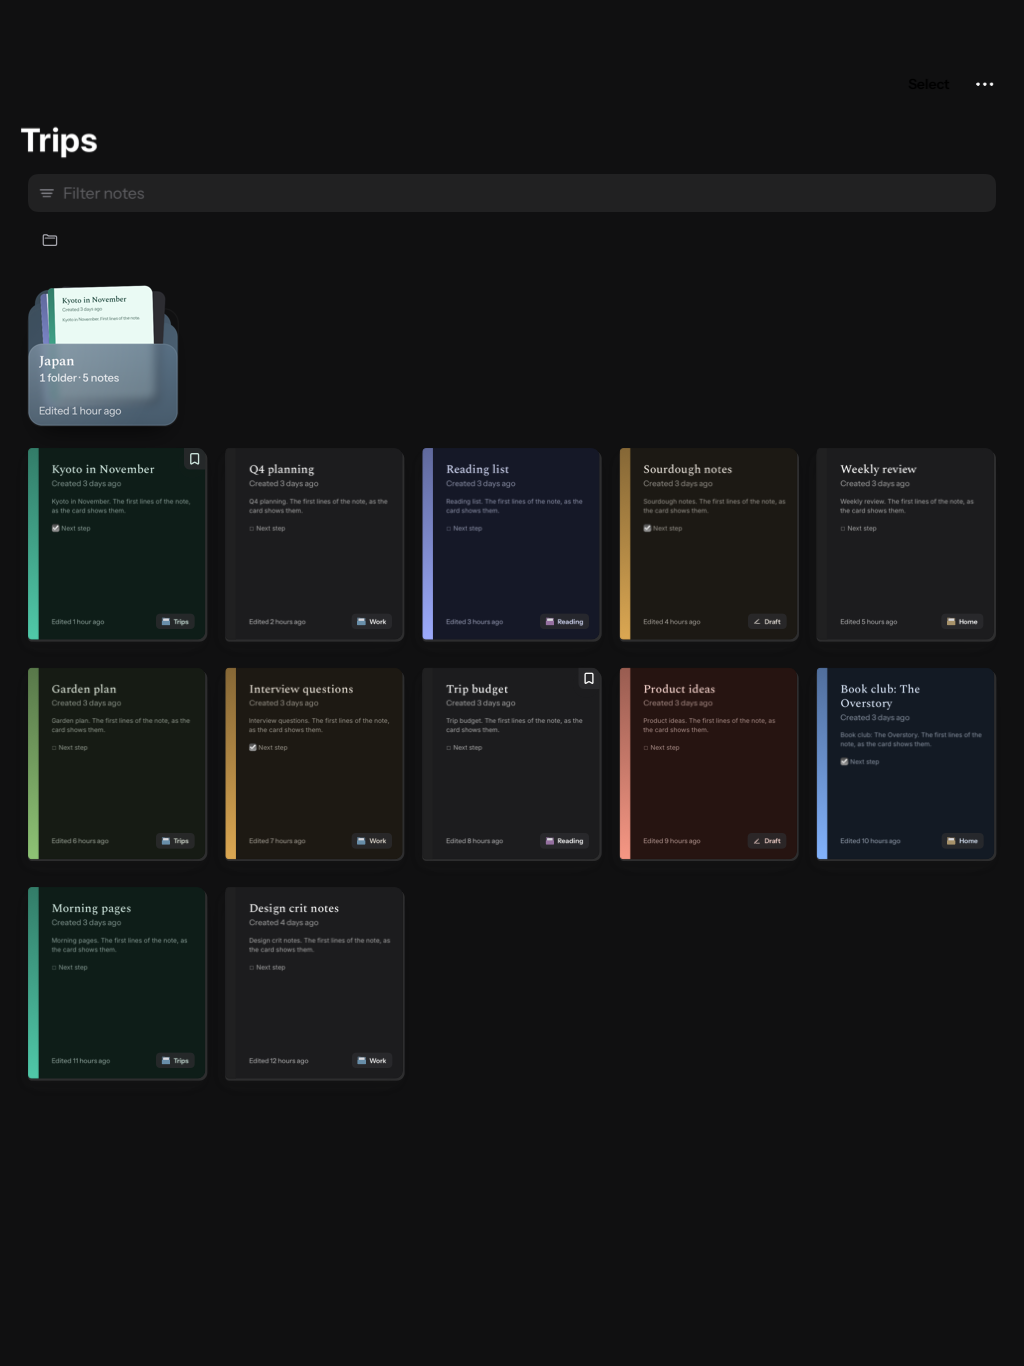 Select
Trips
Filter notes
Kyoto in November
Created 3 days ago
Kyoto in November. First lines of the note
Japan
1 folder · 5 notes
Edited 1 hour ago
Kyoto in November
Created 3 days ago
Kyoto in November. The first lines of the note,
as the card shows them.
Next step
Edited 1 hour ago
Trips
Q4 planning
Created 3 days ago
Q4 planning. The first lines of the note, as the
card shows them.
Next step
Edited 2 hours ago
Work
Reading list
Created 3 days ago
Reading list. The first lines of the note, as the
card shows them.
Next step
Edited 3 hours ago
Reading
Sourdough notes
Created 3 days ago
Sourdough notes. The first lines of the note, as
the card shows them.
Next step
Edited 4 hours ago
Draft
Weekly review
Created 3 days ago
Weekly review. The first lines of the note, as
the card shows them.
Next step
Edited 5 hours ago
Home
Garden plan
Created 3 days ago
Garden plan. The first lines of the note, as the
card shows them.
Next step
Edited 6 hours ago
Trips
Interview questions
Created 3 days ago
Interview questions. The first lines of the note,
as the card shows them.
Next step
Edited 7 hours ago
Work
Trip budget
Created 3 days ago
Trip budget. The first lines of the note, as the
card shows them.
Next step
Edited 8 hours ago
Reading
Product ideas
Created 3 days ago
Product ideas. The first lines of the note, as
the card shows them.
Next step
Edited 9 hours ago
Draft
Book club: The
Overstory
Created 3 days ago
Book club: The Overstory. The first lines of the
note, as the card shows them.
Next step
Edited 10 hours ago
Home
Morning pages
Created 3 days ago
Morning pages. The first lines of the note, as
the card shows them.
Next step
Edited 11 hours ago
Trips
Design crit notes
Created 4 days ago
Design crit notes. The first lines of the note, as
the card shows them.
Next step
Edited 12 hours ago
Work